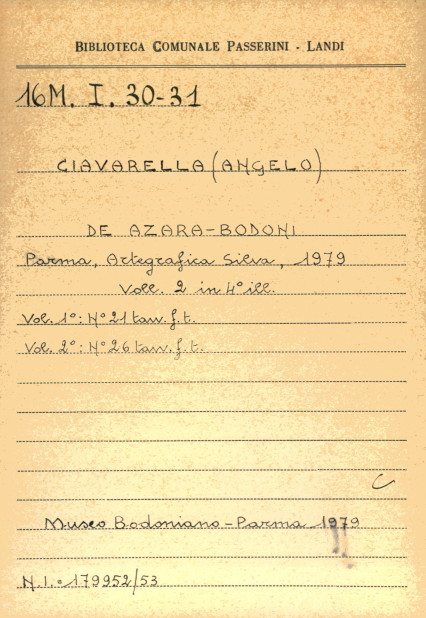 BIBLIOTECA COMUNALE PASSERINI - LANDI
16M. I. 30-31
CIAVARELLA (ANGELO)
DE AZARA-BODONI
Parma, Artegrafica Silva, 1979
Voll. 2 in 4° ill.
Vol. 1°: N° 21 tav. f. t.
Vol. 2°: N° 26 tav. f. t.
Museo Bodoniano - Parma 1979
N.I. 179952/53